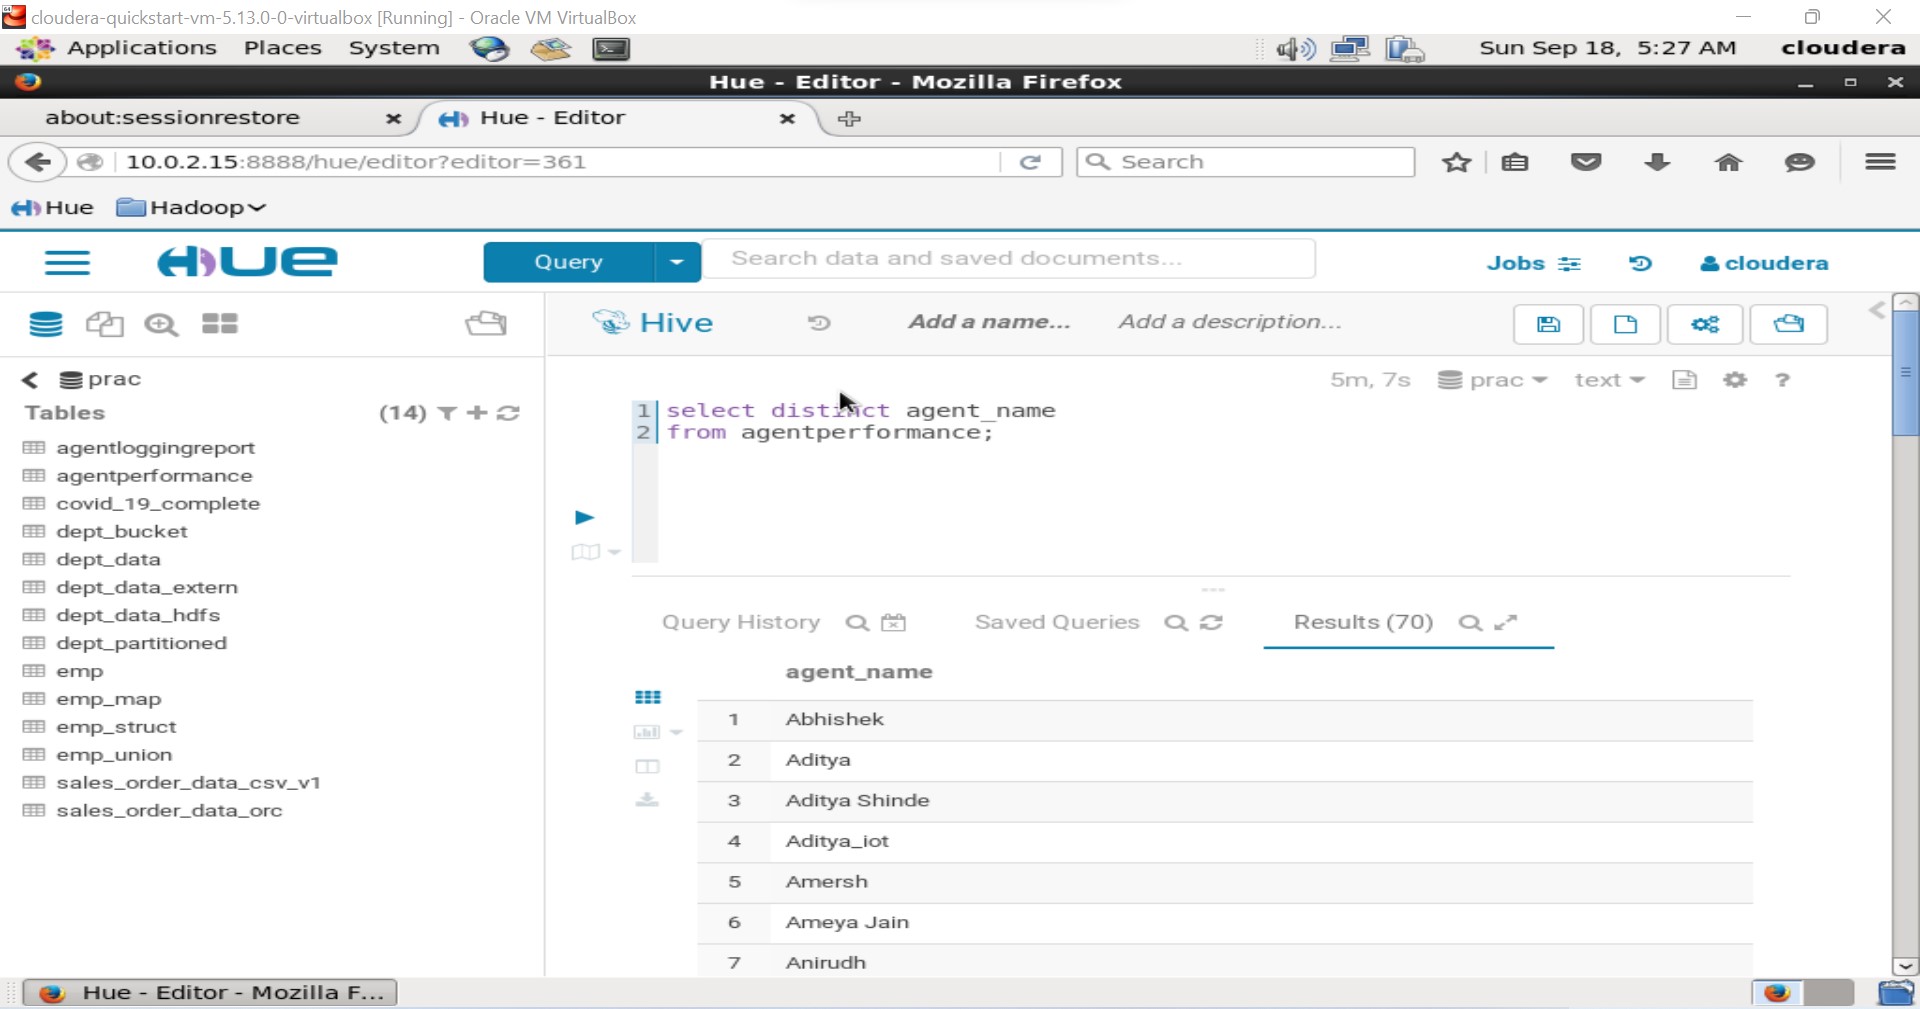 cloudera-quickstart-vm-5.13.0-0-virtualbox [Running] - Oracle VM VirtualBox
Applications Places System Sun Sep 18, 5:27 AM cloudera
Hue - Editor - Mozilla Firefox
about:sessionrestore Hue - Editor
10.0.2.15:8888/hue/editor?editor=361 Search
Hue Hadoop
HUE Query Search data and saved documents... Jobs cloudera
Hive Add a name... Add a description...
prac
Tables (14)
agentloggingreport
agentperformance
covid_19_complete
dept_bucket
dept_data
dept_data_extern
dept_data_hdfs
dept_partitioned
emp
emp_map
emp_struct
emp_union
sales_order_data_csv_v1
sales_order_data_orc
5m, 7s prac text ?
1 select distinct agent_name
2 from agentperformance;
Query History Saved Queries Results (70)
agent_name
1 Abhishek
2 Aditya
3 Aditya Shinde
4 Aditya_iot
5 Amersh
6 Ameya Jain
7 Anirudh
Hue - Editor - Mozilla F...